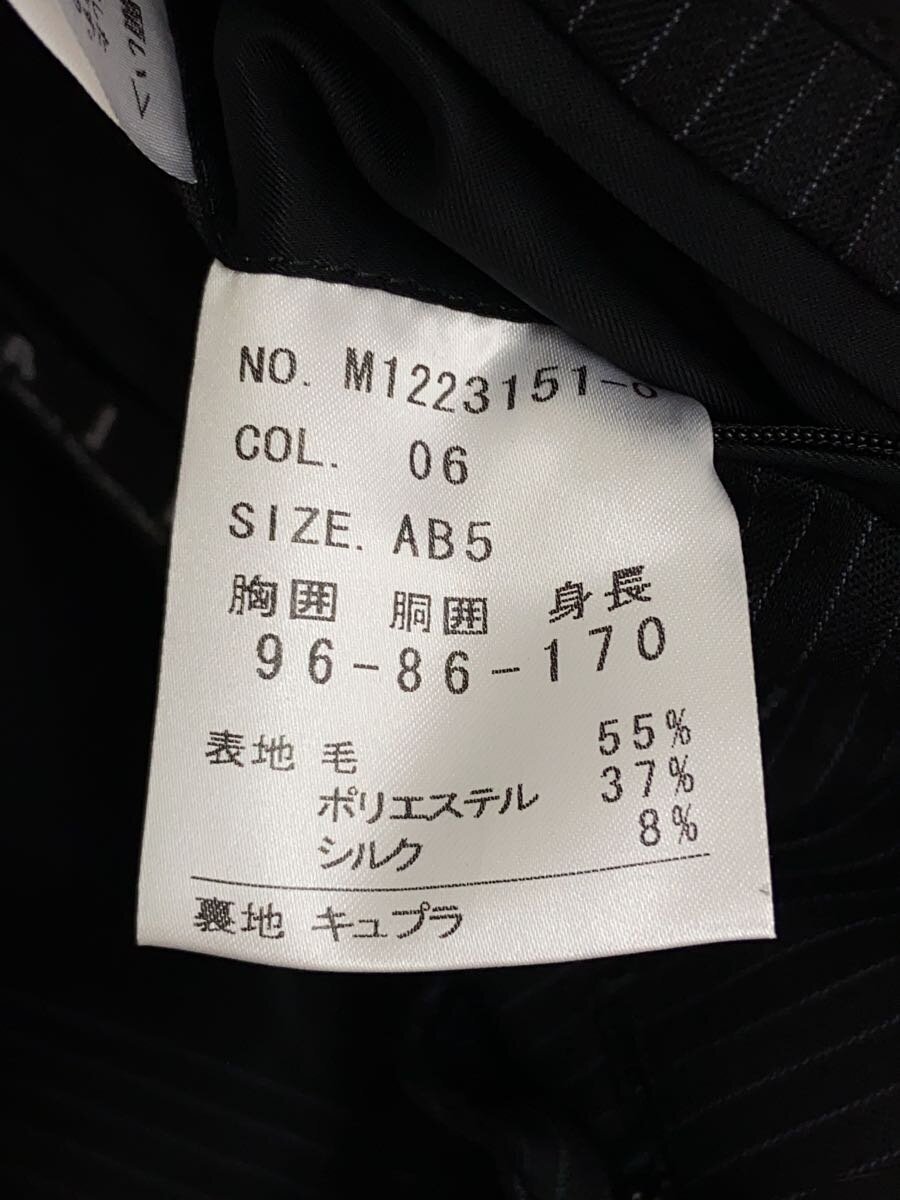 NO. M1223151-6
COL. 06
SIZE. AB5
胸囲 胴囲 身長
96-86-170
表地 毛 55%
ポリエステル 37%
シルク 8%
裏地 キュプラ